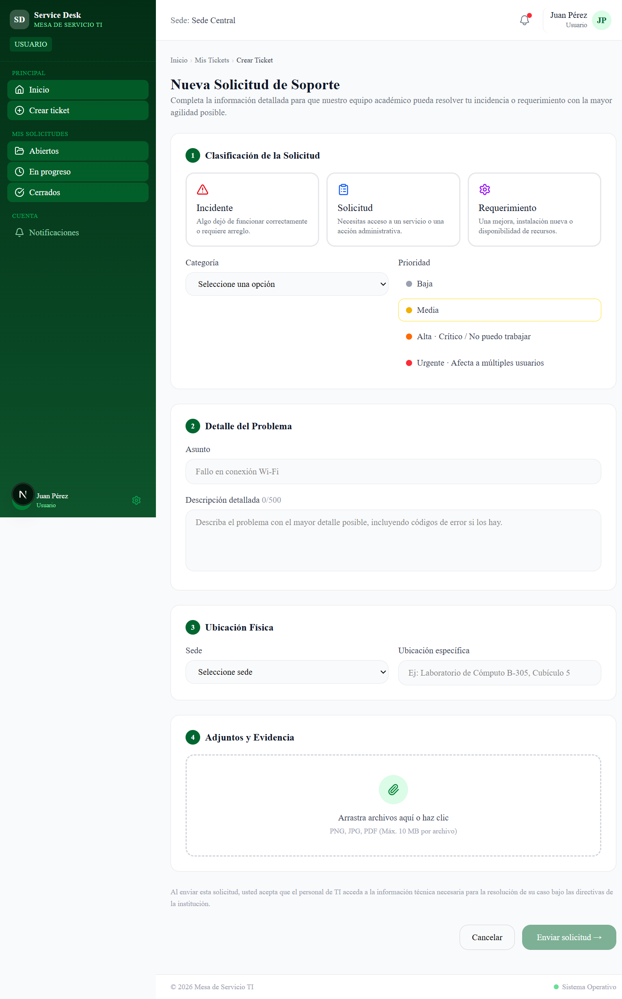 SD
Service Desk
MESA DE SERVICIO TI
USUARIO
PRINCIPAL
Inicio
Crear ticket
MIS SOLICITUDES
Abiertos
En progreso
Cerrados
CUENTA
Notificaciones
N
Juan Pérez
Usuario
Sede: Sede Central
Juan Pérez
Usuario
JP
Inicio › Mis Tickets › Crear Ticket
Nueva Solicitud de Soporte
Completa la información detallada para que nuestro equipo académico pueda resolver tu incidencia o requerimiento con la mayor
agilidad posible.
1 Clasificación de la Solicitud
Incidente
Algo dejó de funcionar correctamente
o requiere arreglo.
Solicitud
Necesitas acceso a un servicio o una
acción administrativa.
Requerimiento
Una mejora, instalación nueva o
disponibilidad de recursos.
Categoría
Seleccione una opción
Prioridad
Baja
Media
Alta · Crítico / No puedo trabajar
Urgente · Afecta a múltiples usuarios
2 Detalle del Problema
Asunto
Fallo en conexión Wi-Fi
Descripción detallada 0/500
Describa el problema con el mayor detalle posible, incluyendo códigos de error si los hay.
3 Ubicación Física
Sede
Seleccione sede
Ubicación específica
Ej: Laboratorio de Cómputo B-305, Cubículo 5
4 Adjuntos y Evidencia
Arrastra archivos aquí o haz clic
PNG, JPG, PDF (Máx. 10 MB por archivo)
Al enviar esta solicitud, usted acepta que el personal de TI acceda a la información técnica necesaria para la resolución de su caso bajo las directivas de
la institución.
Cancelar
Enviar solicitud →
© 2026 Mesa de Servicio TI
Sistema Operativo